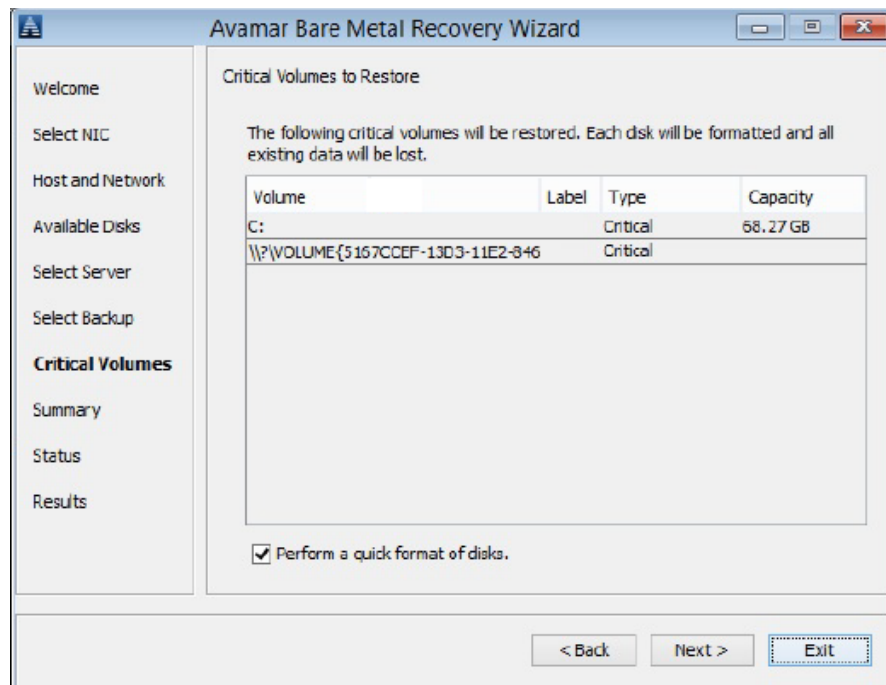 Avamar Bare Metal Recovery Wizard
Welcome
Select NIC
Host and Network
Available Disks
Select Server
Select Backup
Critical Volumes
Summary
Status
Results
Critical Volumes to Restore
The following critical volumes will be restored. Each disk will be formatted and all
existing data will be lost.
Volume Label Type Capacity
C: Critical 68.27 GB
\\?\VOLUME{5167CCEF-13D3-11E2-846 Critical
Perform a quick format of disks.
< Back Next > Exit